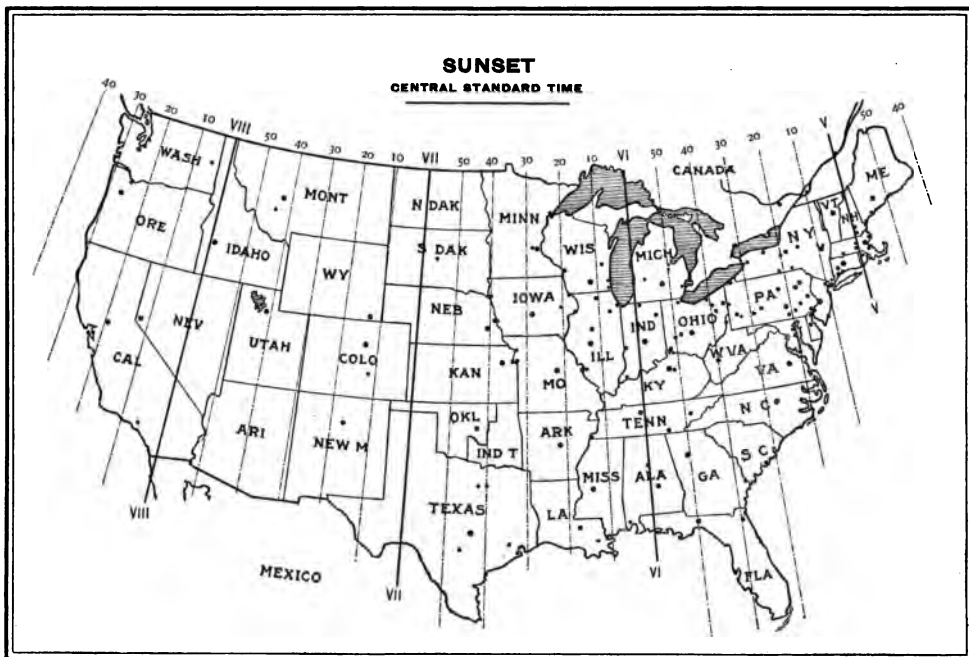 SUNSET
CENTRAL STANDARD TIME
40 30 20 10 VIII 50 40 20 10 VII 50 40 20 10 VI 50 40 30 20 10 V 50 40
WASH
MONT
N DAK
MINN
CANADA
ME
VT
NH
ORE
IDAHO
S DAK
WIS
MICH
N Y
WY
IOWA
PA
V
NEV
NEB
OHIO
UTAH
COLO
ILL
IND
W VA
CAL
KAN
MO
KY
VA
OKL
TENN
N C
ARI
NEW M
IND T
ARK
S C
MISS
ALA
GA
TEXAS
LA
VIII
FLA
MEXICO
VI
VII